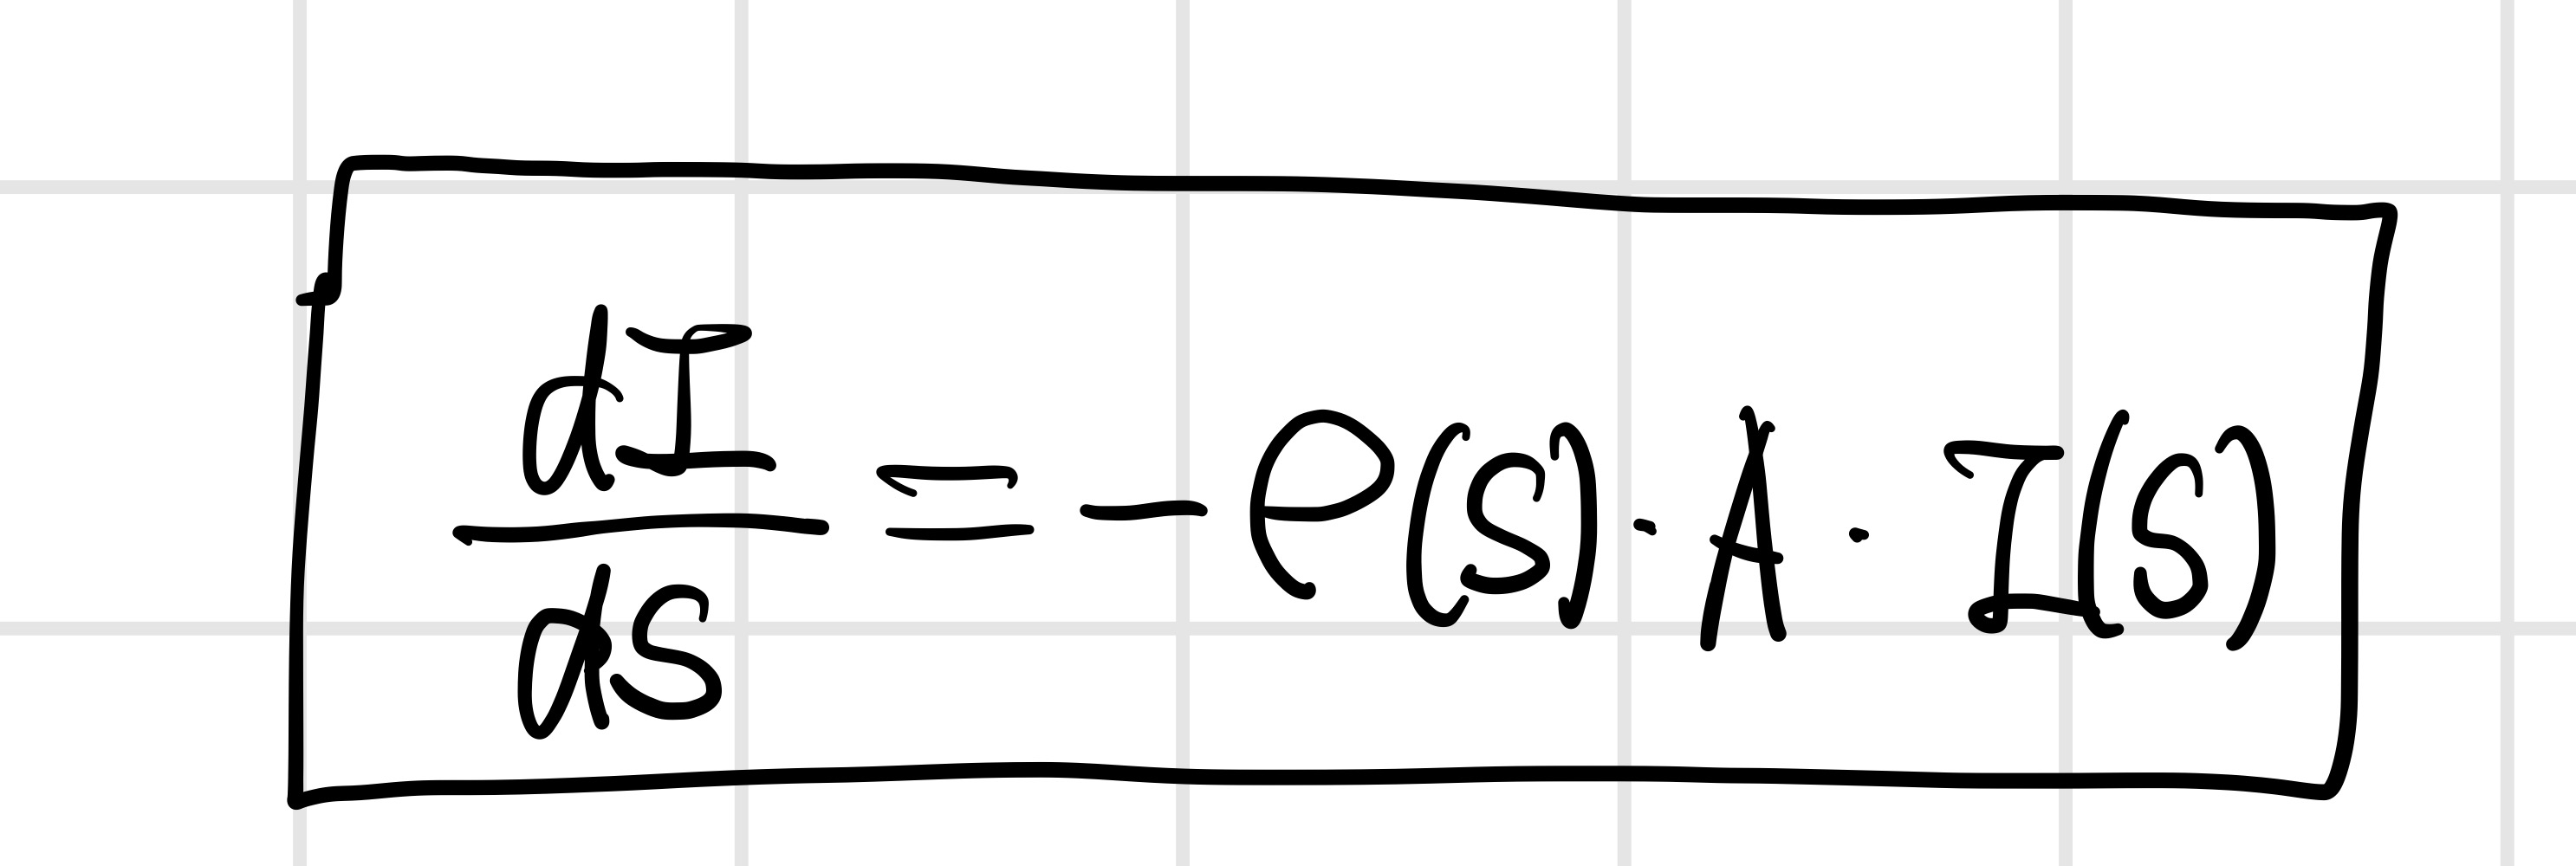 dI/ds = -ρ(s) · A · I(s)